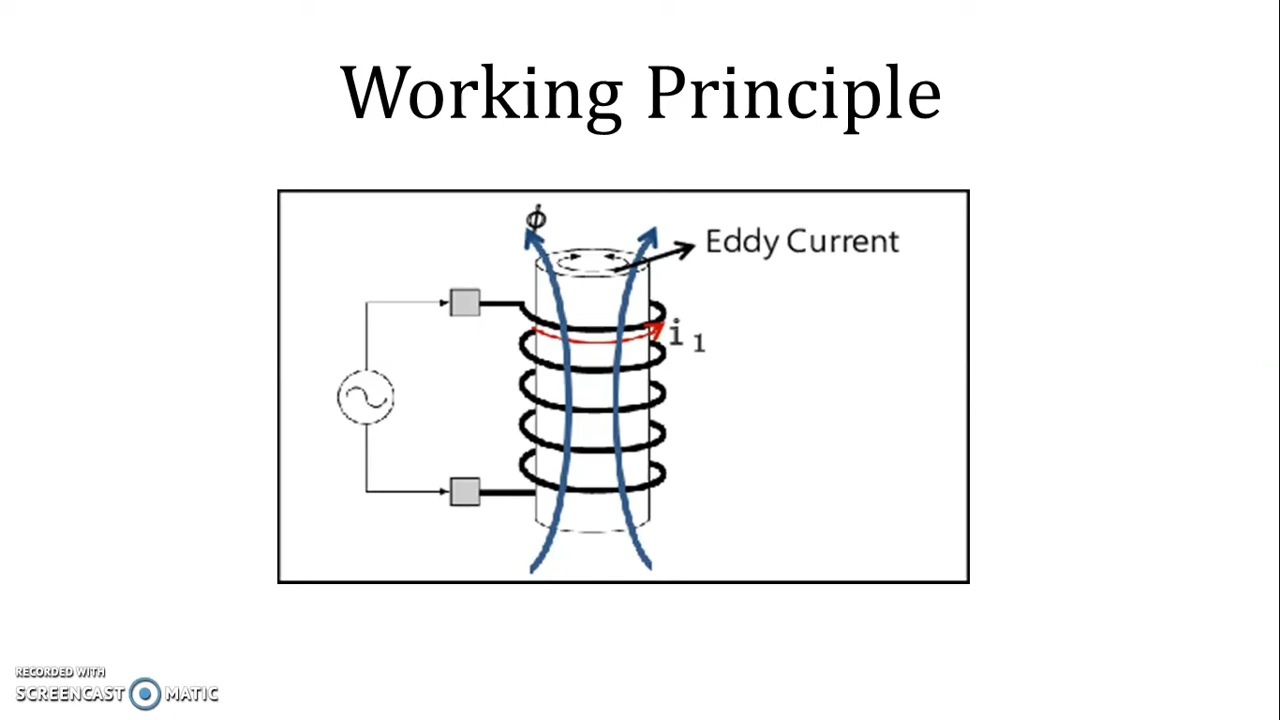 Working Principle
ϕ
Eddy Current
i 1
RECORDED WITH
SCREENCAST MATIC